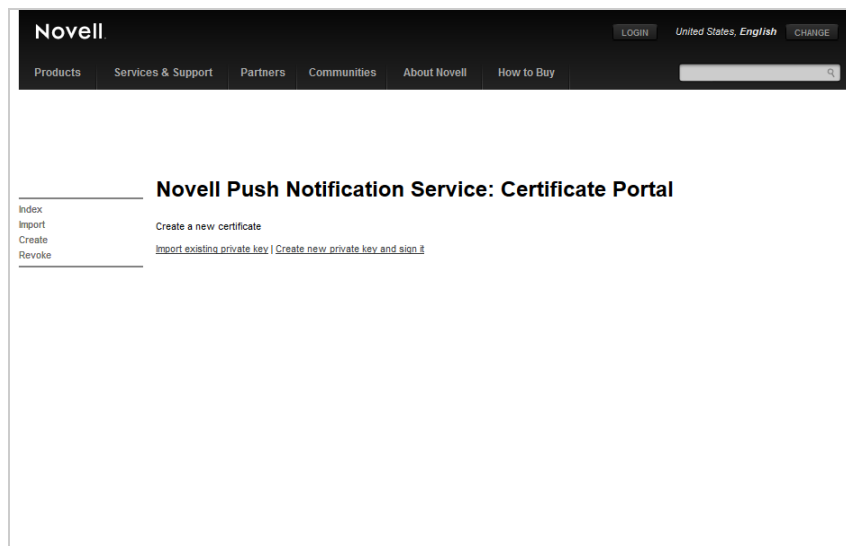 Novell.
LOGIN United States, English CHANGE
Products Services & Support Partners Communities About Novell How to Buy
Novell Push Notification Service: Certificate Portal
Index
Import
Create
Revoke
Create a new certificate
Import existing private key | Create new private key and sign it